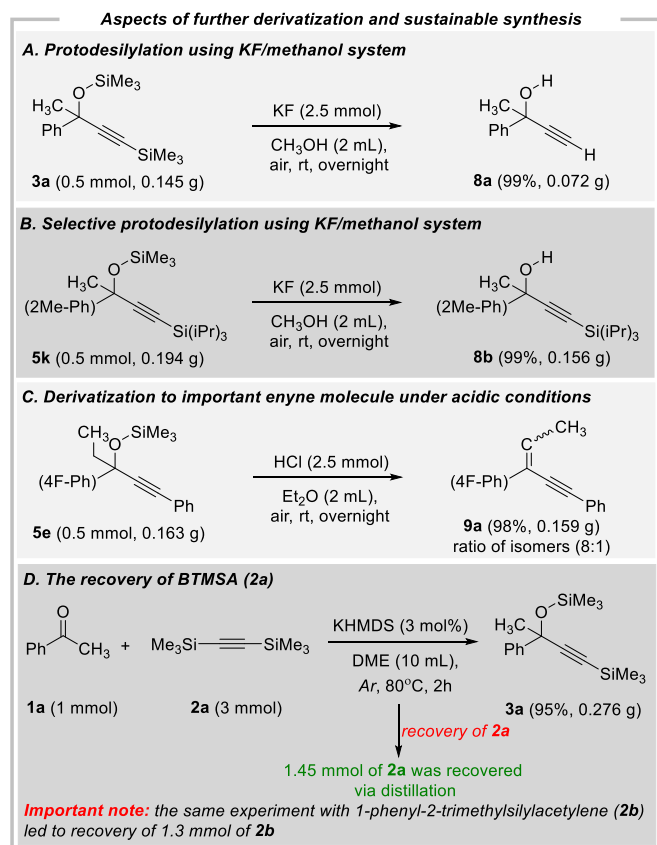 Aspects of further derivatization and sustainable synthesis
A. Protodesilylation using KF/methanol system
O SiMe₃
H₃C
Ph
SiMe₃
3a (0.5 mmol, 0.145 g)
KF (2.5 mmol)
CH₃OH (2 mL),
air, rt, overnight
O H
H₃C
Ph
H
8a (99%, 0.072 g)
B. Selective protodesilylation using KF/methanol system
O SiMe₃
H₃C
(2Me-Ph)
Si(iPr)₃
5k (0.5 mmol, 0.194 g)
KF (2.5 mmol)
CH₃OH (2 mL),
air, rt, overnight
O H
H₃C
(2Me-Ph)
Si(iPr)₃
8b (99%, 0.156 g)
C. Derivatization to important enyne molecule under acidic conditions
CH₃
O SiMe₃
(4F-Ph)
Ph
5e (0.5 mmol, 0.163 g)
HCl (2.5 mmol)
Et₂O (2 mL),
air, rt, overnight
CH₃
C
(4F-Ph)
Ph
9a (98%, 0.159 g)
ratio of isomers (8:1)
D. The recovery of BTMSA (2a)
O
Ph CH₃
+
Me₃Si SiMe₃
1a (1 mmol)
2a (3 mmol)
KHMDS (3 mol%)
DME (10 mL),
Ar, 80°C, 2h
O SiMe₃
H₃C
Ph
SiMe₃
3a (95%, 0.276 g)
recovery of 2a
1.45 mmol of 2a was recovered
via distillation
Important note: the same experiment with 1-phenyl-2-trimethylsilylacetylene (2b)
led to recovery of 1.3 mmol of 2b